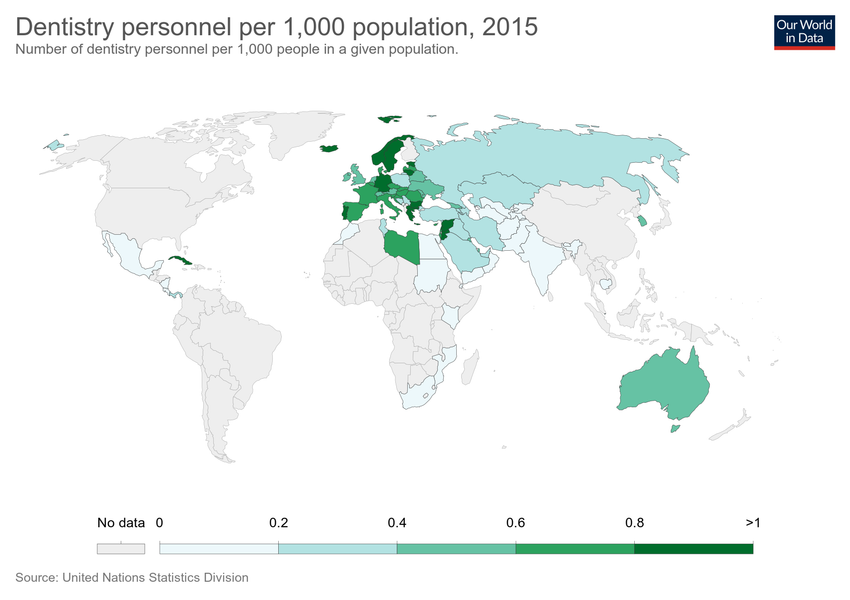 Dentistry personnel per 1,000 population, 2015
Number of dentistry personnel per 1,000 people in a given population.
Our World
in Data
No data 0 0.2 0.4 0.6 0.8 >1
Source: United Nations Statistics Division